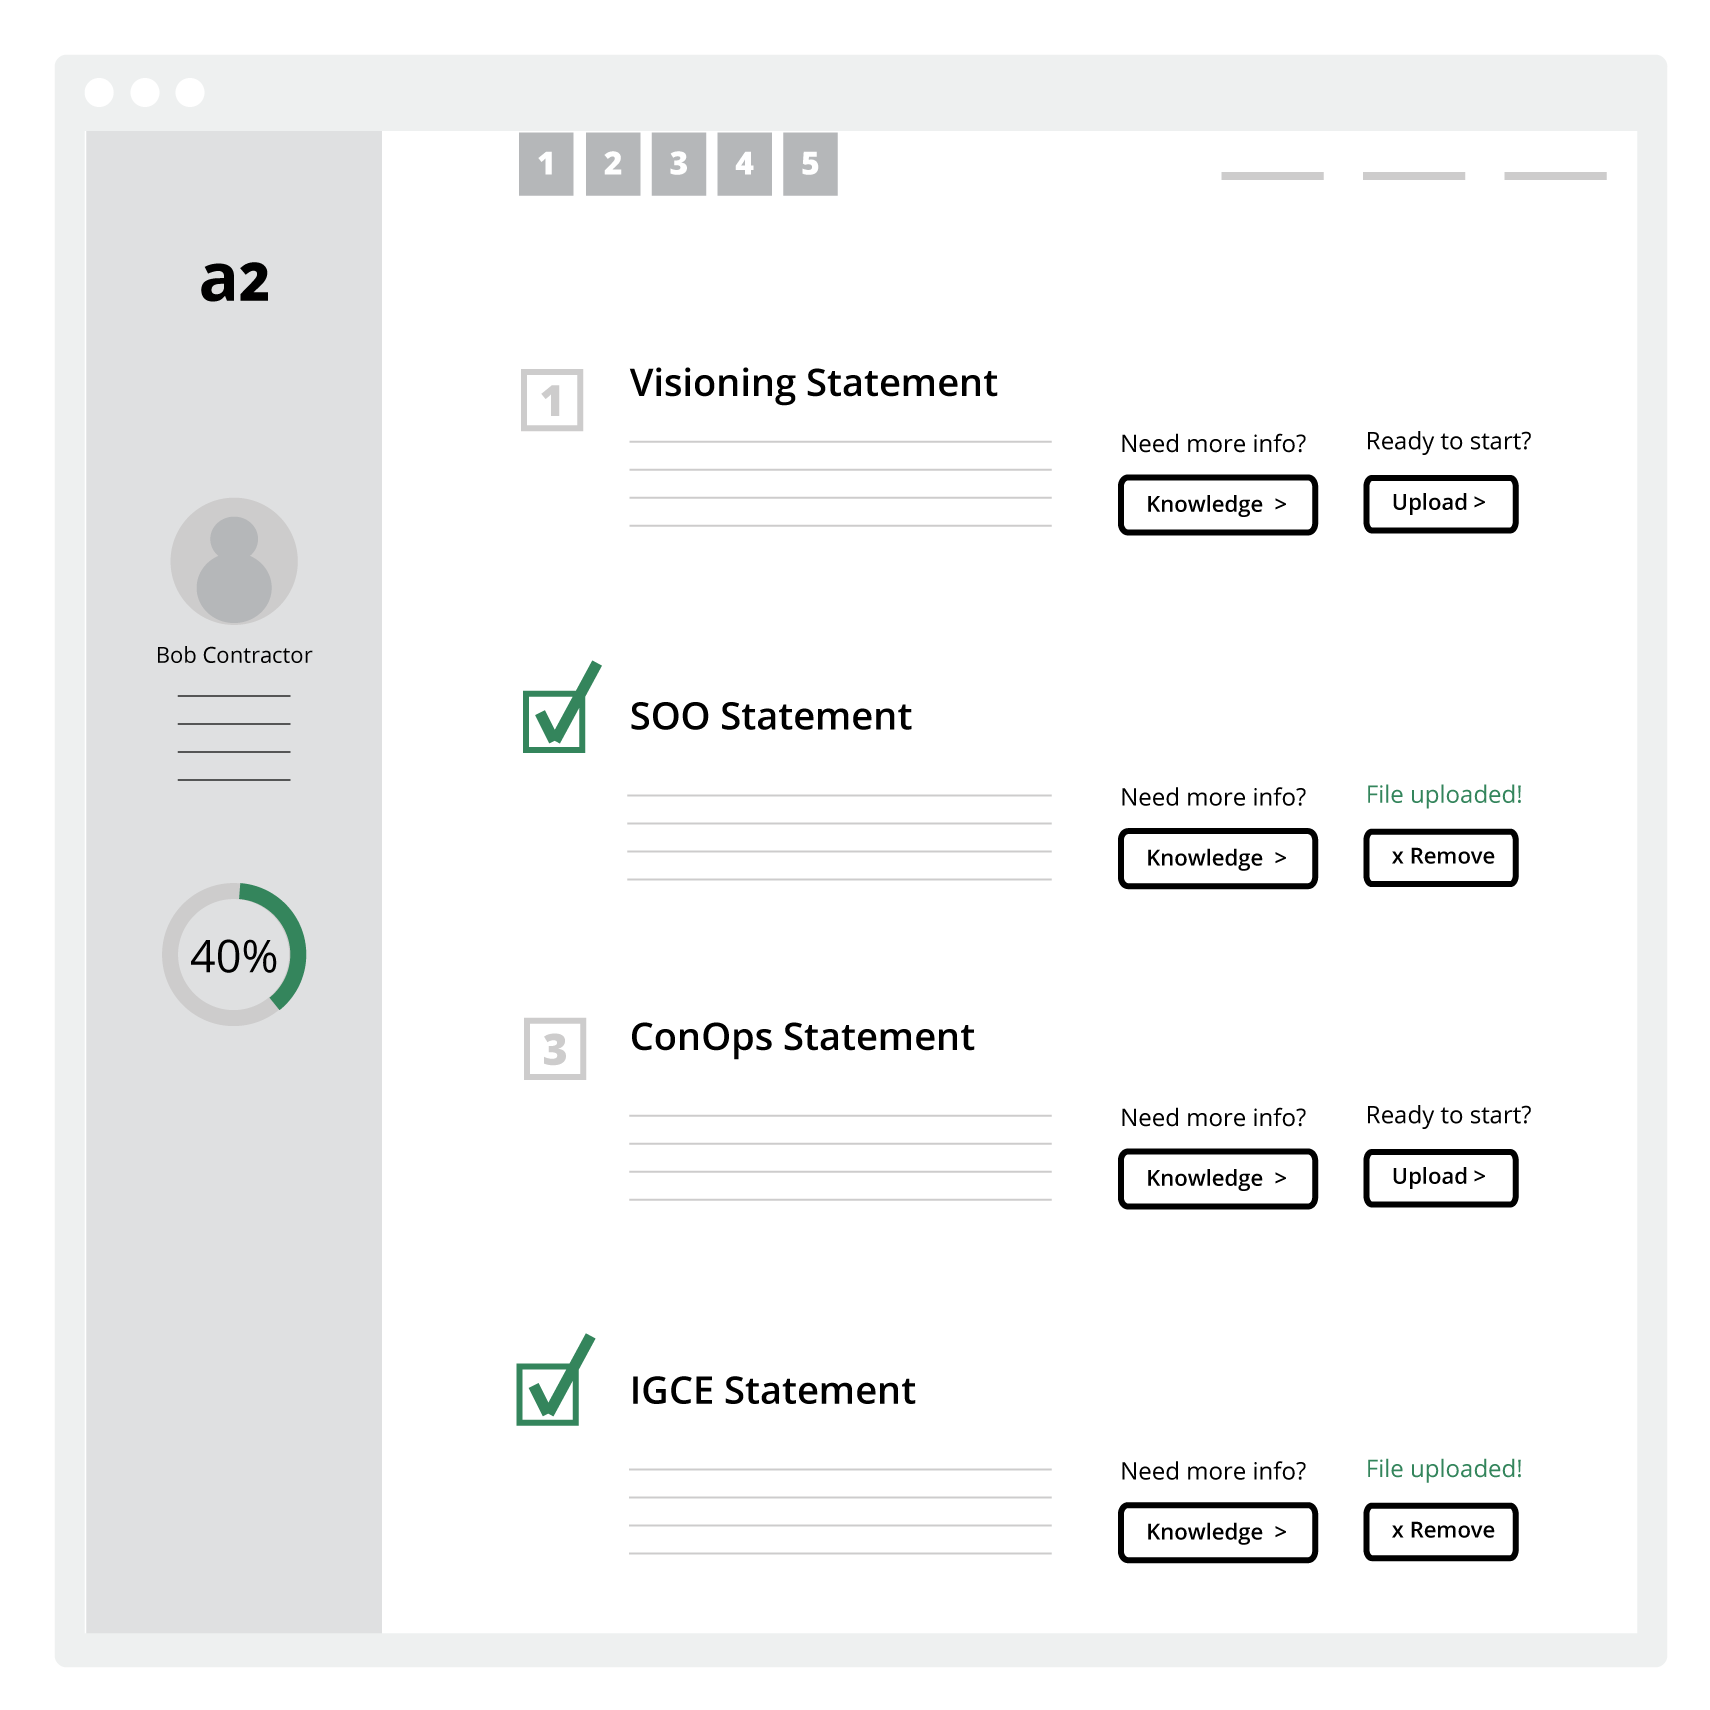 1 2 3 4 5
a2
Bob Contractor
40%
1 Visioning Statement
Need more info? Ready to start?
Knowledge > Upload >
SOO Statement
Need more info? File uploaded!
Knowledge > x Remove
3 ConOps Statement
Need more info? Ready to start?
Knowledge > Upload >
IGCE Statement
Need more info? File uploaded!
Knowledge > x Remove